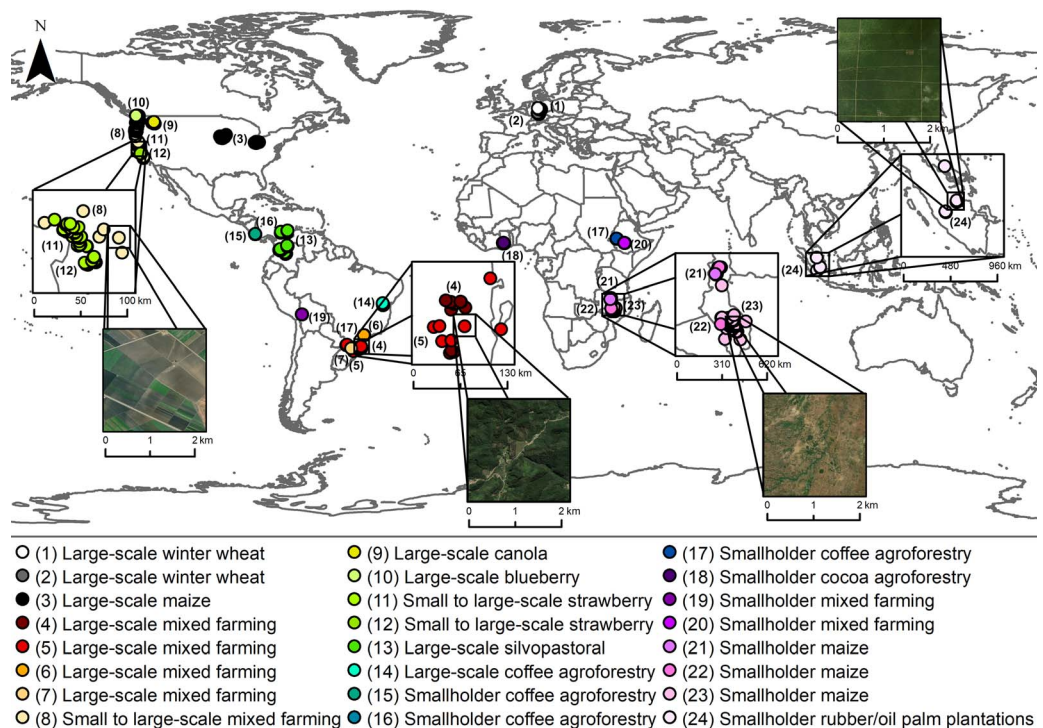 N
(10)
(8)
(9)
(11)
(12)
(3)
(1)
(2)
0 1 2 km
(8)
(11)
(12)
0 50 100 km
(16)
(15)
(13)
(18)
(17)
(20)
(24)
0 480 960 km
(24)
(14)
(19)
(17)
(6)
(4)
(7)
(5)
(4)
(5)
0 65 130 km
(21)
(22)
(23)
(21)
(22)
(23)
0 310 620 km
0 1 2 km
0 1 2 km
0 1 2 km
(1) Large-scale winter wheat
(2) Large-scale winter wheat
(3) Large-scale maize
(4) Large-scale mixed farming
(5) Large-scale mixed farming
(6) Large-scale mixed farming
(7) Large-scale mixed farming
(8) Small to large-scale mixed farming
(9) Large-scale canola
(10) Large-scale blueberry
(11) Small to large-scale strawberry
(12) Small to large-scale strawberry
(13) Large-scale silvopastoral
(14) Large-scale coffee agroforestry
(15) Smallholder coffee agroforestry
(16) Smallholder coffee agroforestry
(17) Smallholder coffee agroforestry
(18) Smallholder cocoa agroforestry
(19) Smallholder mixed farming
(20) Smallholder mixed farming
(21) Smallholder maize
(22) Smallholder maize
(23) Smallholder maize
(24) Smallholder rubber/oil palm plantations